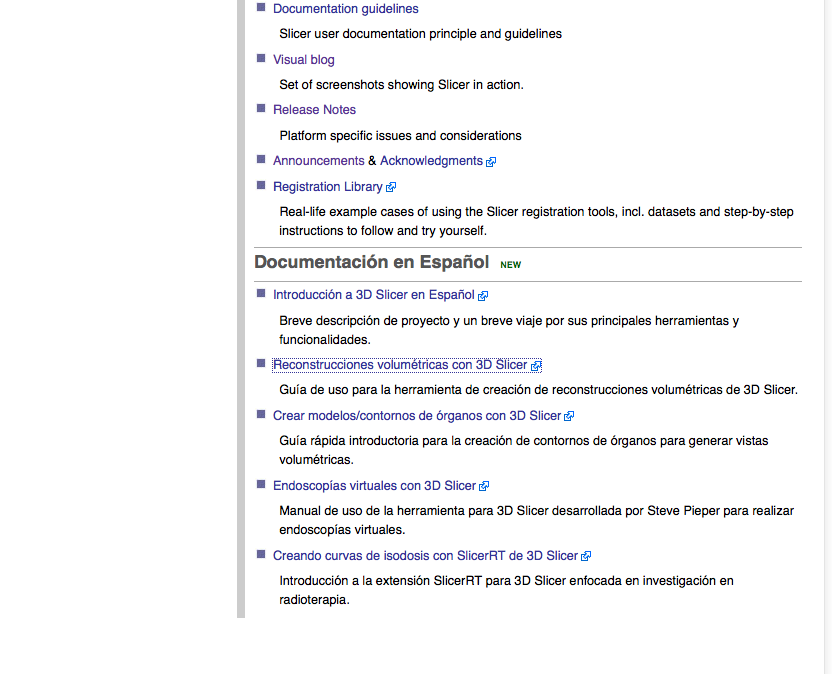 Documentation guidelines
Slicer user documentation principle and guidelines
Visual blog
Set of screenshots showing Slicer in action.
Release Notes
Platform specific issues and considerations
Announcements & Acknowledgments
Registration Library
Real-life example cases of using the Slicer registration tools, incl. datasets and step-by-step
instructions to follow and try yourself.
Documentación en Español NEW
Introducción a 3D Slicer en Español
Breve descripción de proyecto y un breve viaje por sus principales herramientas y
funcionalidades.
Reconstrucciones volumétricas con 3D Slicer
Guía de uso para la herramienta de creación de reconstrucciones volumétricas de 3D Slicer.
Crear modelos/contornos de órganos con 3D Slicer
Guía rápida introductoria para la creación de contornos de órganos para generar vistas
volumétricas.
Endoscopías virtuales con 3D Slicer
Manual de uso de la herramienta para 3D Slicer desarrollada por Steve Pieper para realizar
endoscopías virtuales.
Creando curvas de isodosis con SlicerRT de 3D Slicer
Introducción a la extensión SlicerRT para 3D Slicer enfocada en investigación en
radioterapia.